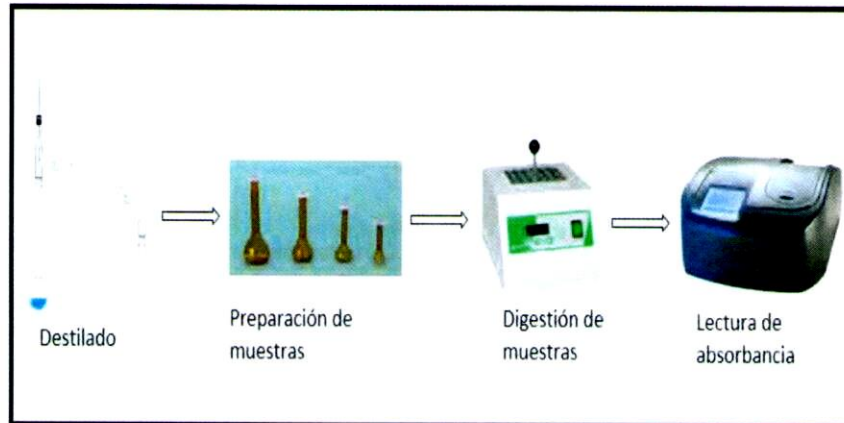 Destilado
Preparación de
muestras
Digestión de
muestras
Lectura de
absorbancia